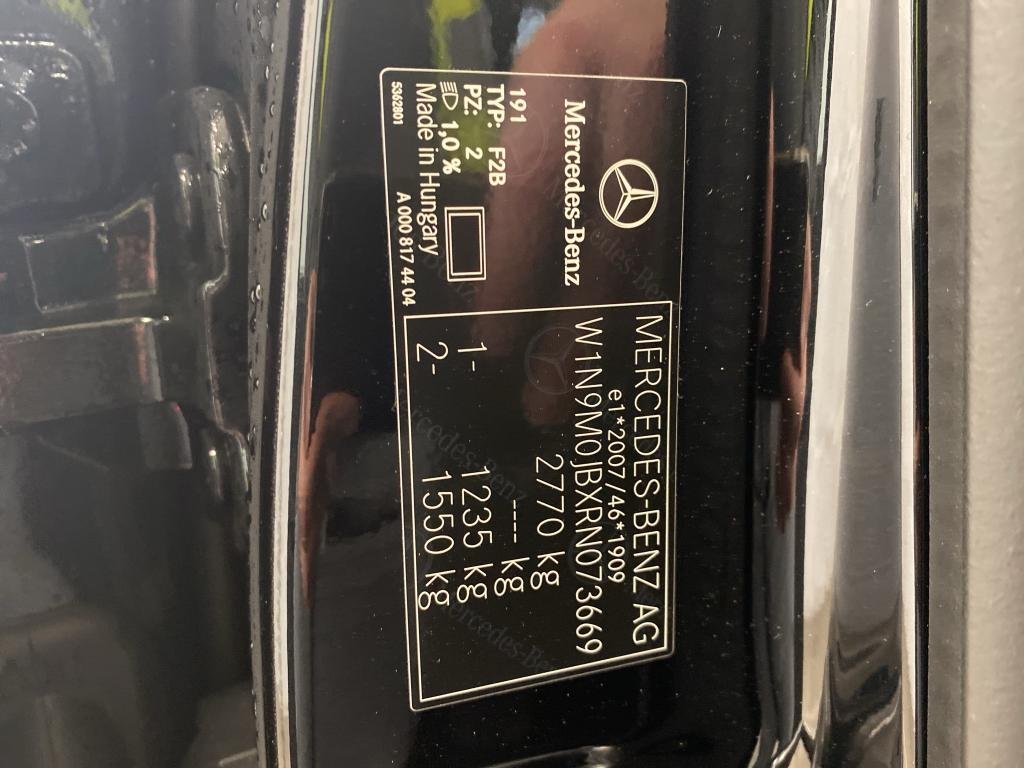 Mercedes-Benz
191
TYP: F2B
PZ: 2
1,0 %
Made in Hungary
5362801
A 000 817 44 04
MERCEDES-BENZ AG
e1*2007/46*1909
W1N9M0JBXRN073669
2770 kg
---- kg
1- 1235 kg
2- 1550 kg